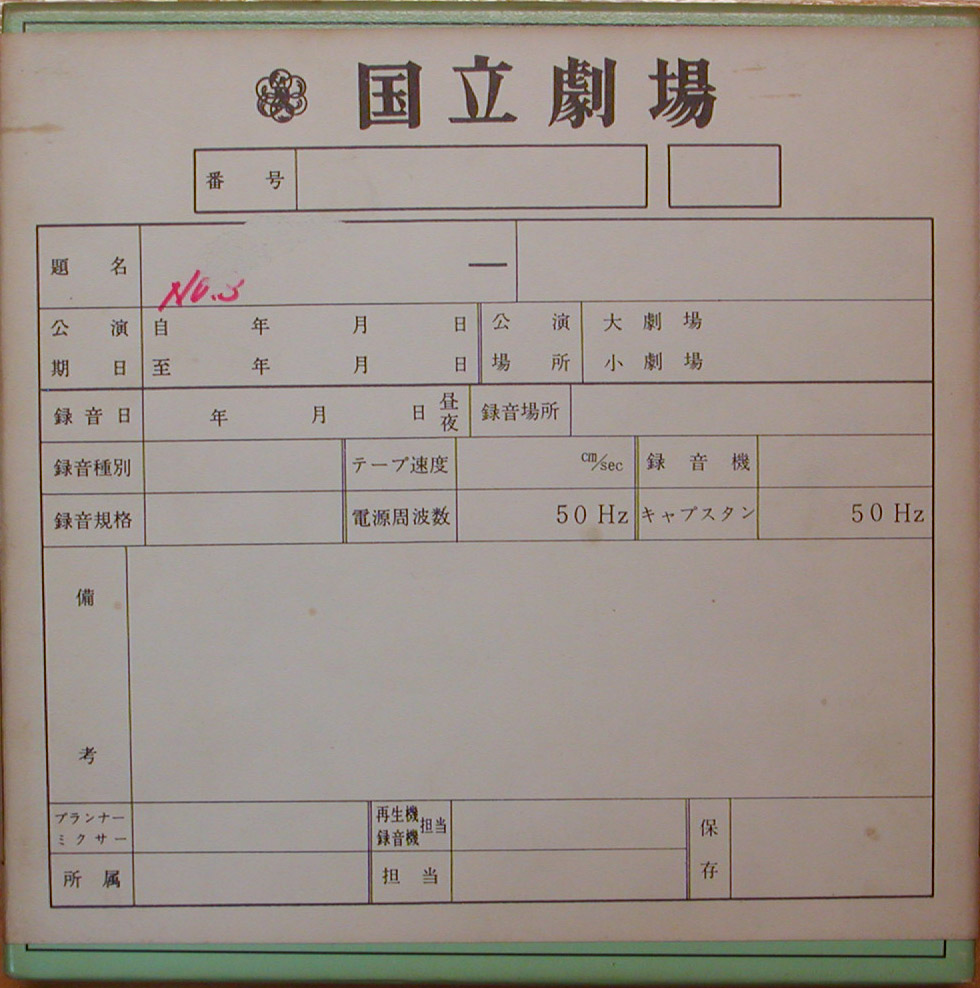 国立劇場
番号
題名 —
No.3
公演 自 年 月 日 公演 大劇場
期日 至 年 月 日 場所 小劇場
録音日 年 月 日 昼夜 録音場所
録音種別 テープ速度 cm/sec 録音機
録音規格 電源周波数 50 Hz キャプスタン 50 Hz
備
考
プランナー 再生機 担当 保
ミクサー 録音機 存
所属 担当